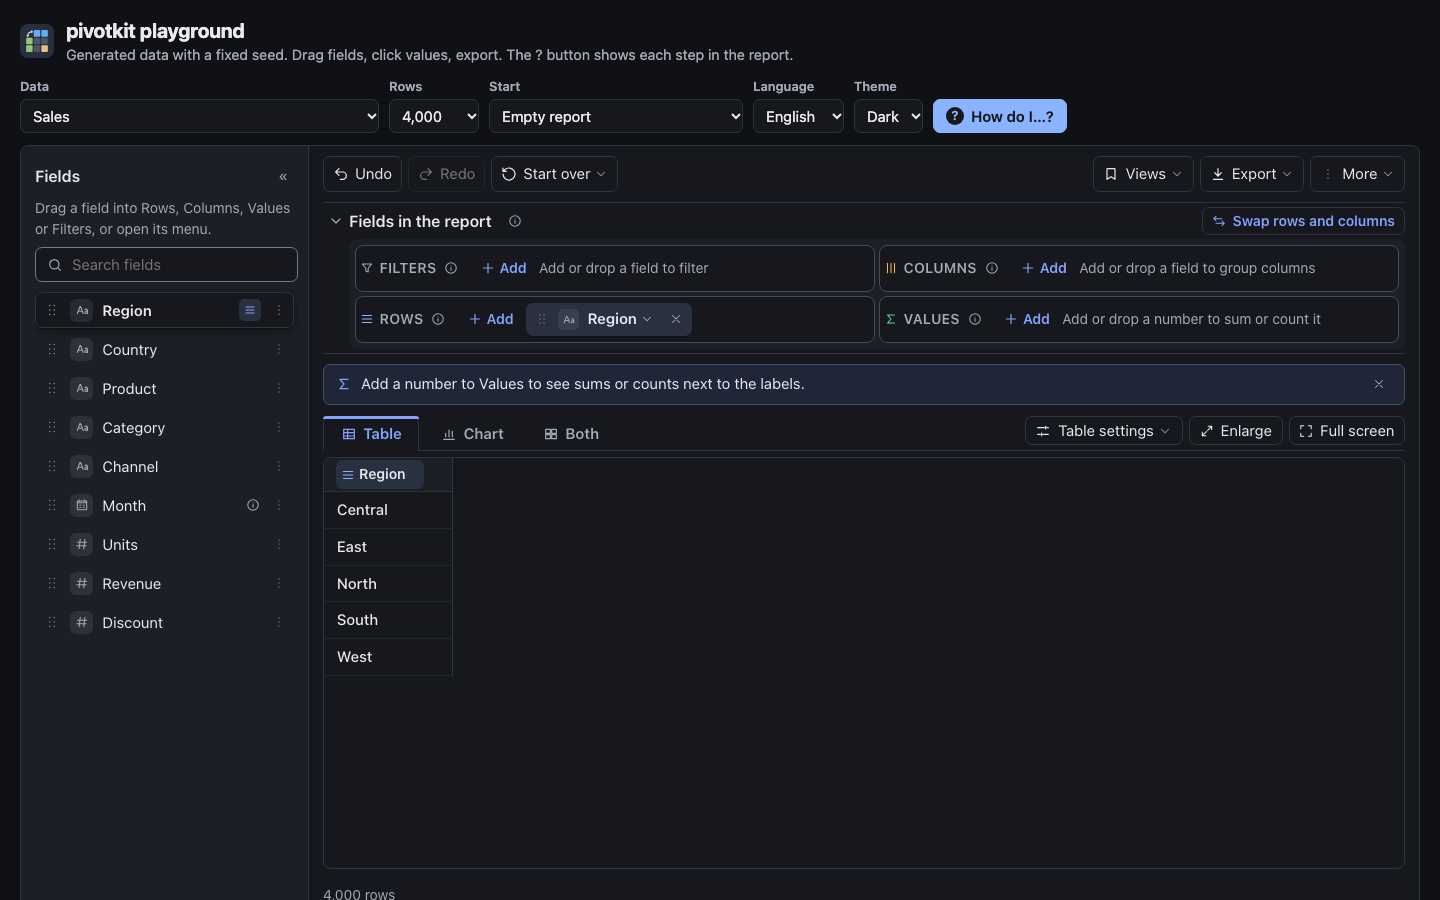 pivotkit playground
Generated data with a fixed seed. Drag fields, click values, export. The ? button shows each step in the report.
Data
Rows
Start
Language
Theme
Sales
4,000
Empty report
English
Dark
? How do I...?
Fields
«
Drag a field into Rows, Columns, Values
or Filters, or open its menu.
Search fields
Aa Region
Aa Country
Aa Product
Aa Category
Aa Channel
Month
# Units
# Revenue
# Discount
Undo
Redo
Start over
Views
Export
More
Fields in the report
Swap rows and columns
FILTERS + Add Add or drop a field to filter
COLUMNS + Add Add or drop a field to group columns
ROWS + Add Aa Region ×
Σ VALUES + Add Add or drop a number to sum or count it
Σ Add a number to Values to see sums or counts next to the labels. ×
Table
Chart
Both
Table settings
Enlarge
Full screen
Region
Central
East
North
South
West
4,000 rows